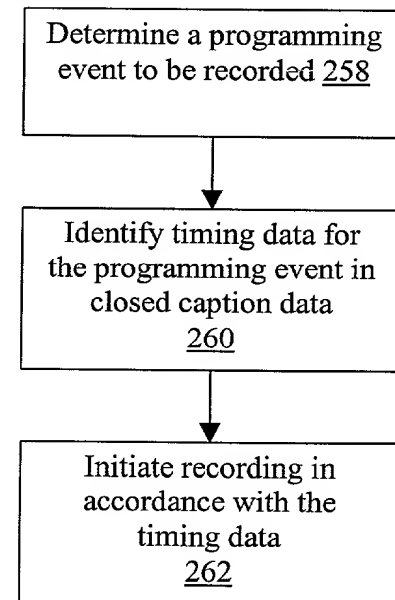 Determine a programming
event to be recorded 258
Identify timing data for
the programming event in
closed caption data
260
Initiate recording in
accordance with the
timing data
262